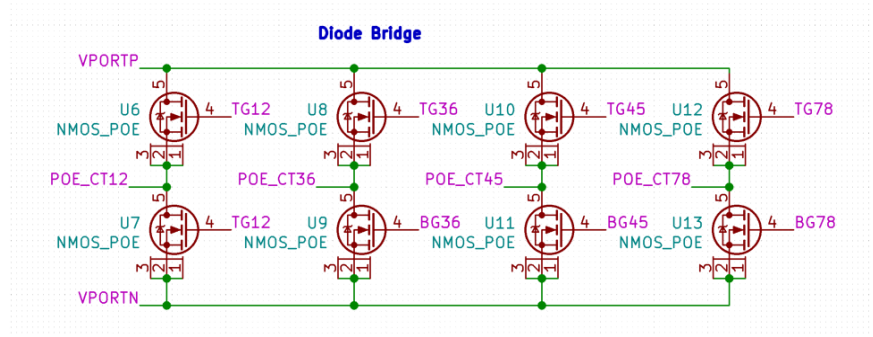 Diode Bridge
VPORTP
5 5 5 5
U6 4 TG12 U8 4 TG36 U10 4 TG45 U12 4 TG78
NMOS_POE NMOS_POE NMOS_POE NMOS_POE
3 2 1 3 2 1 3 2 1 3 2 1
POE_CT12 POE_CT36 POE_CT45 POE_CT78
5 5 5 5
U7 4 TG12 U9 4 BG36 U11 4 BG45 U13 4 BG78
NMOS_POE NMOS_POE NMOS_POE NMOS_POE
3 2 1 3 2 1 3 2 1 3 2 1
VPORTN